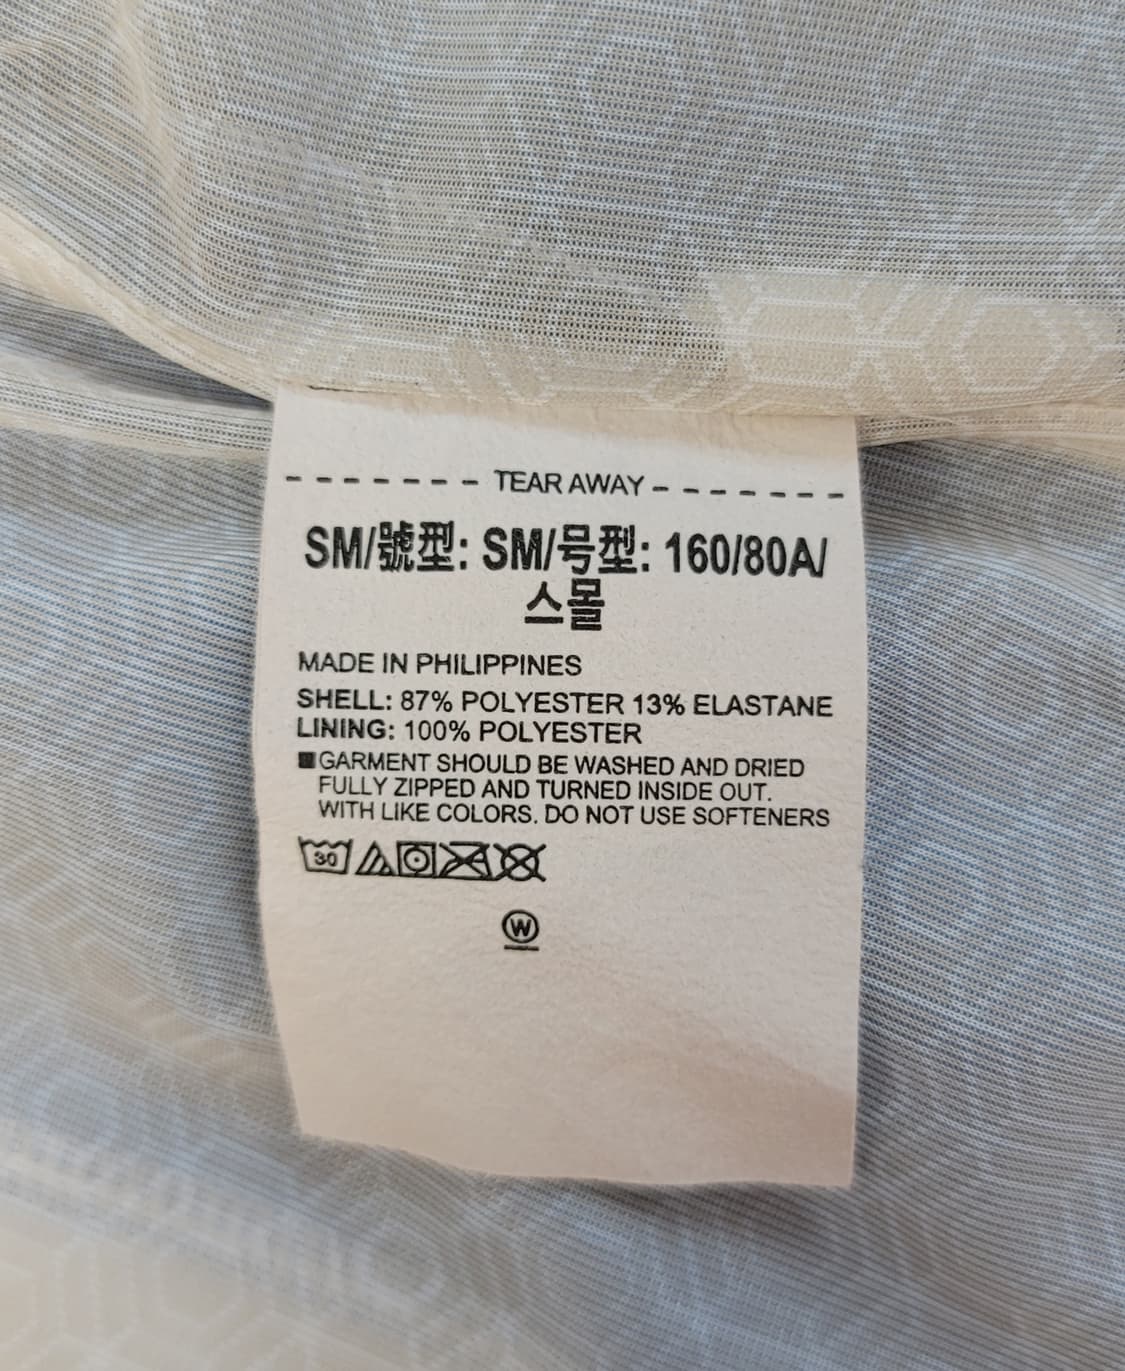 - - - - - - - TEAR AWAY - - - - - - -
SM/號型: SM/号型: 160/80A/
스몰
MADE IN PHILIPPINES
SHELL: 87% POLYESTER 13% ELASTANE
LINING: 100% POLYESTER
■GARMENT SHOULD BE WASHED AND DRIED
FULLY ZIPPED AND TURNED INSIDE OUT.
WITH LIKE COLORS. DO NOT USE SOFTENERS
30
W